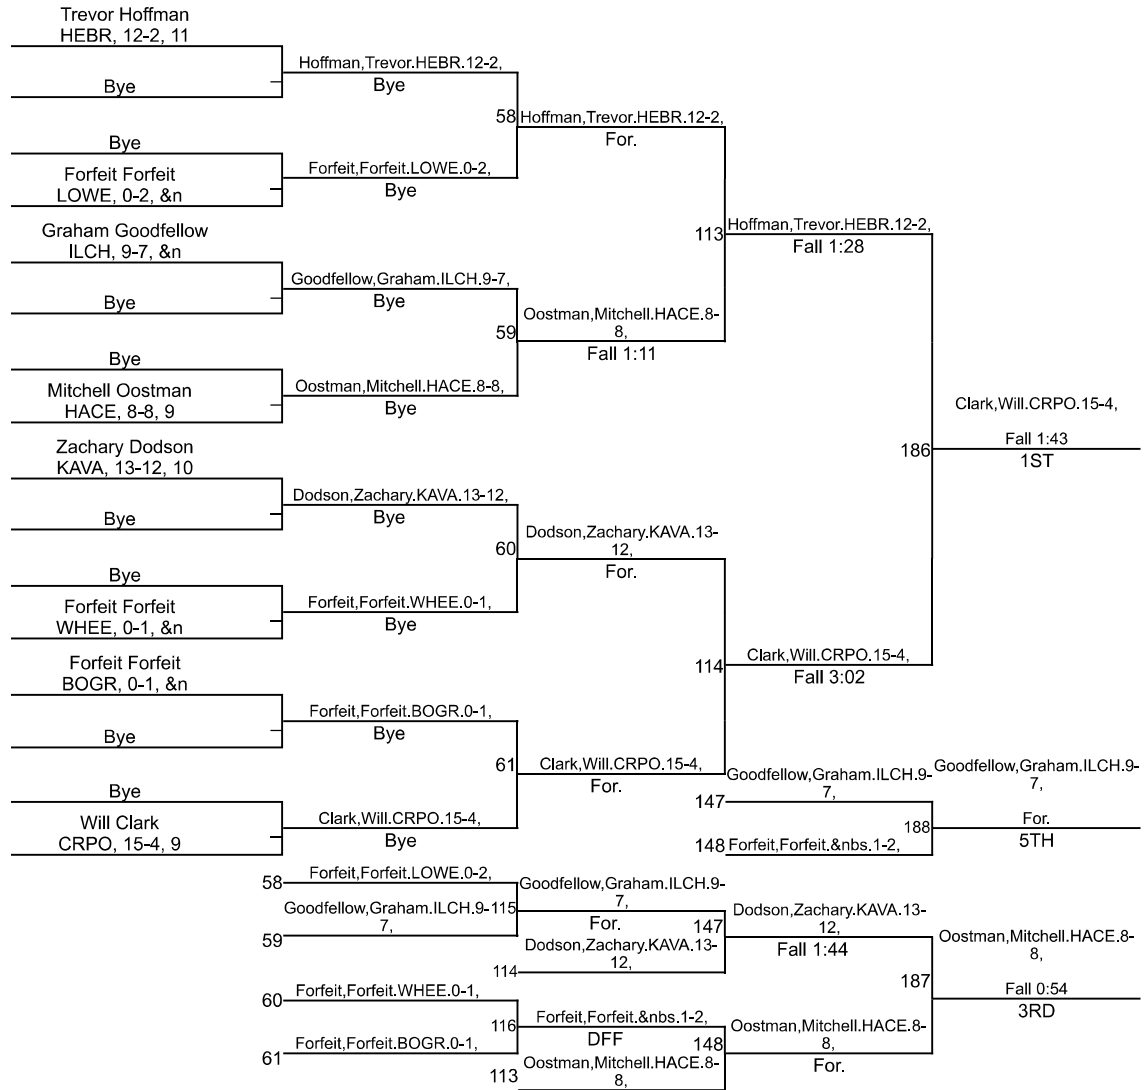 Trevor Hoffman
HEBR, 12-2, 11
Bye
Bye
Forfeit Forfeit
LOWE, 0-2, &n
Graham Goodfellow
ILCH, 9-7, &n
Bye
Bye
Mitchell Oostman
HACE, 8-8, 9
Zachary Dodson
KAVA, 13-12, 10
Bye
Bye
Forfeit Forfeit
WHEE, 0-1, &n
Forfeit Forfeit
BOGR, 0-1, &n
Bye
Bye
Will Clark
CRPO, 15-4, 9
Hoffman,Trevor.HEBR.12-2,
Bye
Forfeit,Forfeit.LOWE.0-2,
Bye
Goodfellow,Graham.ILCH.9-7,
Bye
Oostman,Mitchell.HACE.8-8,
Bye
Dodson,Zachary.KAVA.13-12,
Bye
Forfeit,Forfeit.WHEE.0-1,
Bye
Forfeit,Forfeit.BOGR.0-1,
Bye
Clark,Will.CRPO.15-4,
Bye
58
Hoffman,Trevor.HEBR.12-2,
For.
59
Oostman,Mitchell.HACE.8-
8,
Fall 1:11
60
Dodson,Zachary.KAVA.13-
12,
For.
61
Clark,Will.CRPO.15-4,
For.
113
Hoffman,Trevor.HEBR.12-2,
Fall 1:28
114
Clark,Will.CRPO.15-4,
Fall 3:02
186
Clark,Will.CRPO.15-4,
Fall 1:43
1ST
147
Goodfellow,Graham.ILCH.9-
7,
148
Forfeit,Forfeit.&nbs.1-2,
188
Goodfellow,Graham.ILCH.9-
7,
For.
5TH
58
Forfeit,Forfeit.LOWE.0-2,
59
Goodfellow,Graham.ILCH.9-
7,
115
Goodfellow,Graham.ILCH.9-
7,
For.
114
Dodson,Zachary.KAVA.13-
12,
147
Dodson,Zachary.KAVA.13-
12,
Fall 1:44
60
Forfeit,Forfeit.WHEE.0-1,
61
Forfeit,Forfeit.BOGR.0-1,
116
Forfeit,Forfeit.&nbs.1-2,
DFF
113
Oostman,Mitchell.HACE.8-
8,
148
Oostman,Mitchell.HACE.8-
8,
For.
187
Oostman,Mitchell.HACE.8-
8,
Fall 0:54
3RD